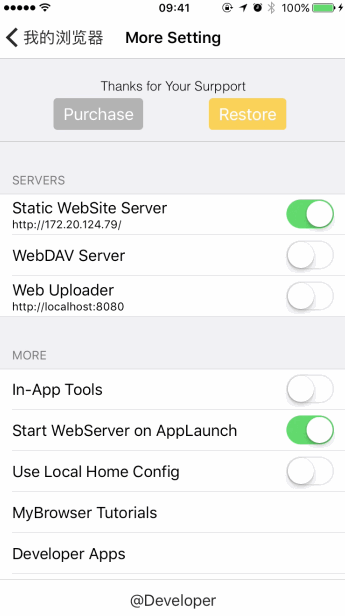 09:41
100%
我的浏览器
More Setting
Thanks for Your Surpport
Purchase
Restore
SERVERS
Static WebSite Server
http://172.20.124.79/
WebDAV Server
Web Uploader
http://localhost:8080
MORE
In-App Tools
Start WebServer on AppLaunch
Use Local Home Config
MyBrowser Tutorials
Developer Apps
@Developer